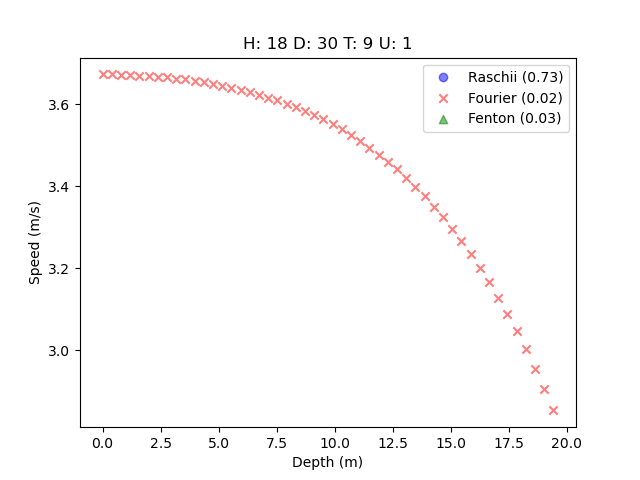 H: 18 D: 30 T: 9 U: 1
Raschii (0.73)
Fourier (0.02)
Fenton (0.03)
Speed (m/s)
3.6
3.4
3.2
3.0
0.0 2.5 5.0 7.5 10.0 12.5 15.0 17.5 20.0
Depth (m)